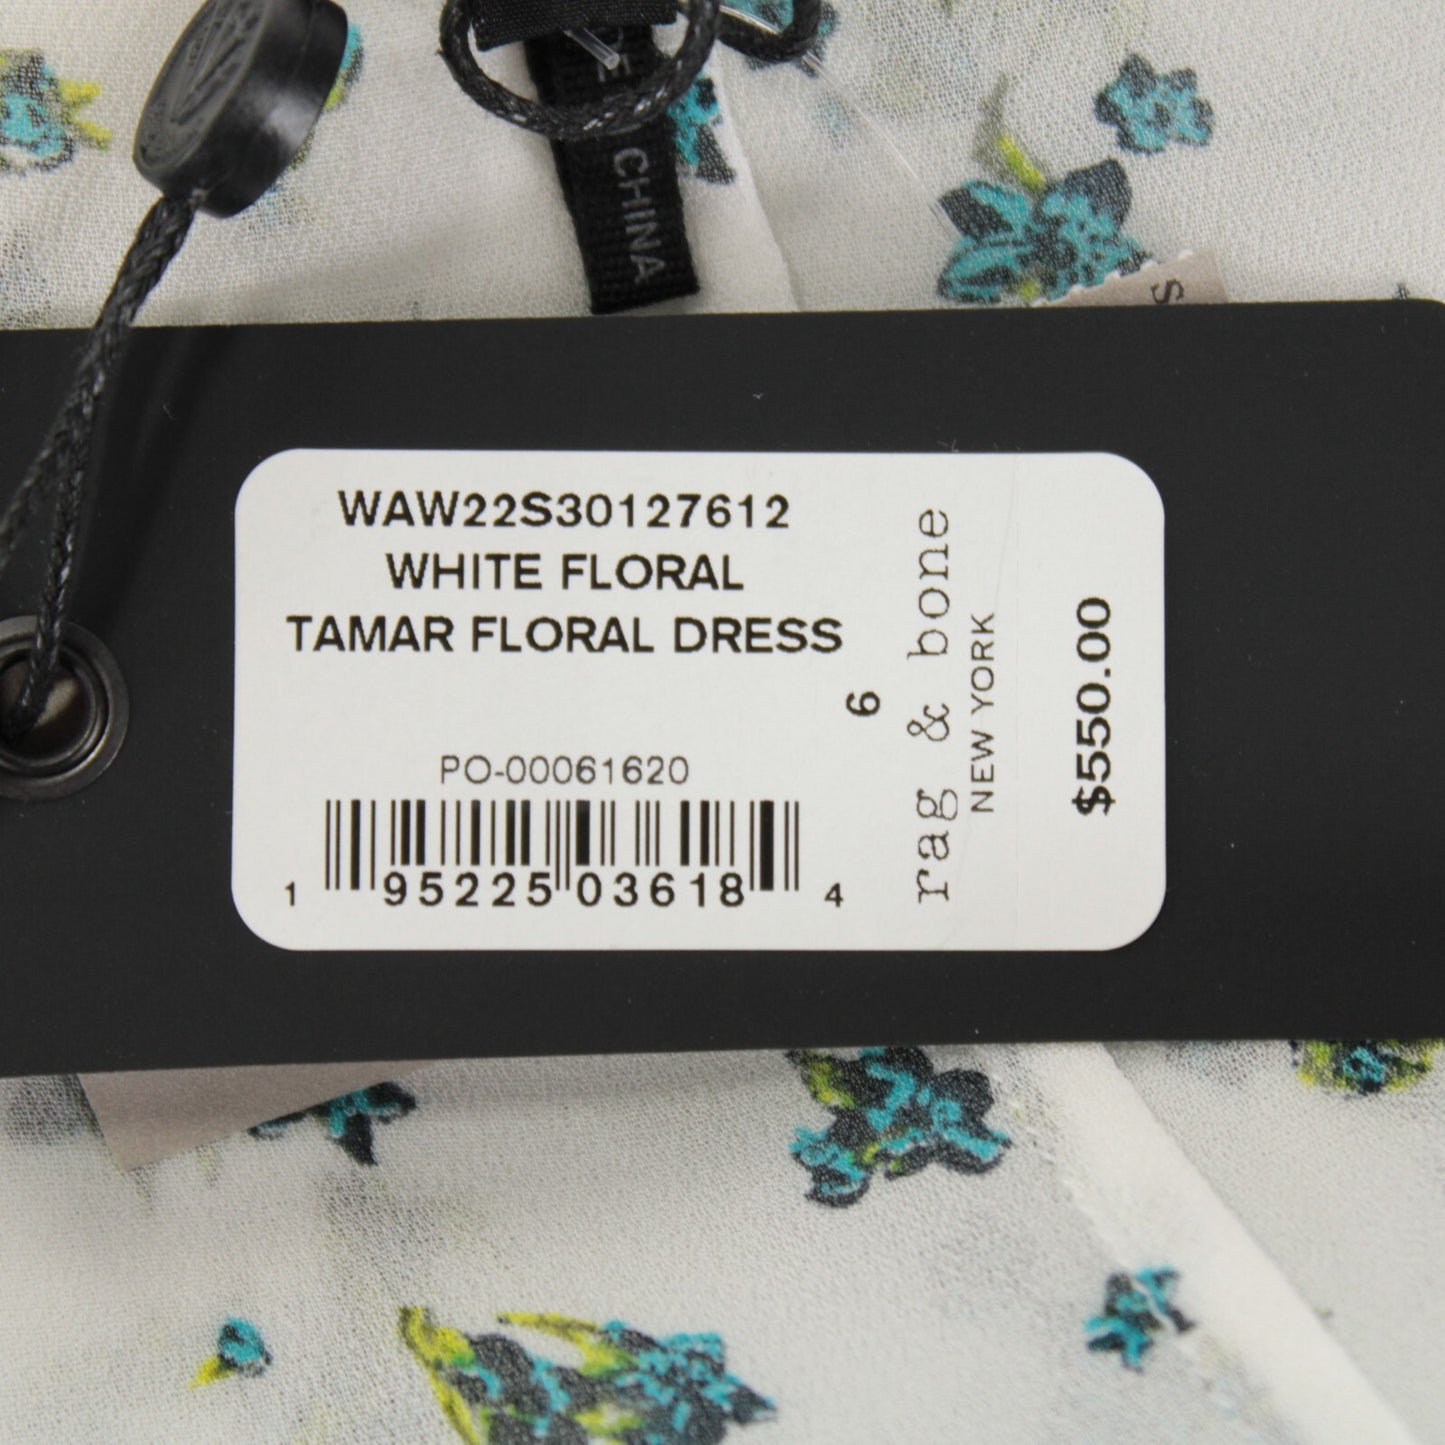 CHINA
WAW22S30127612
WHITE FLORAL
TAMAR FLORAL DRESS
6
PO-00061620
1 95225 03618 4
rag & bone
NEW YORK
$550.00